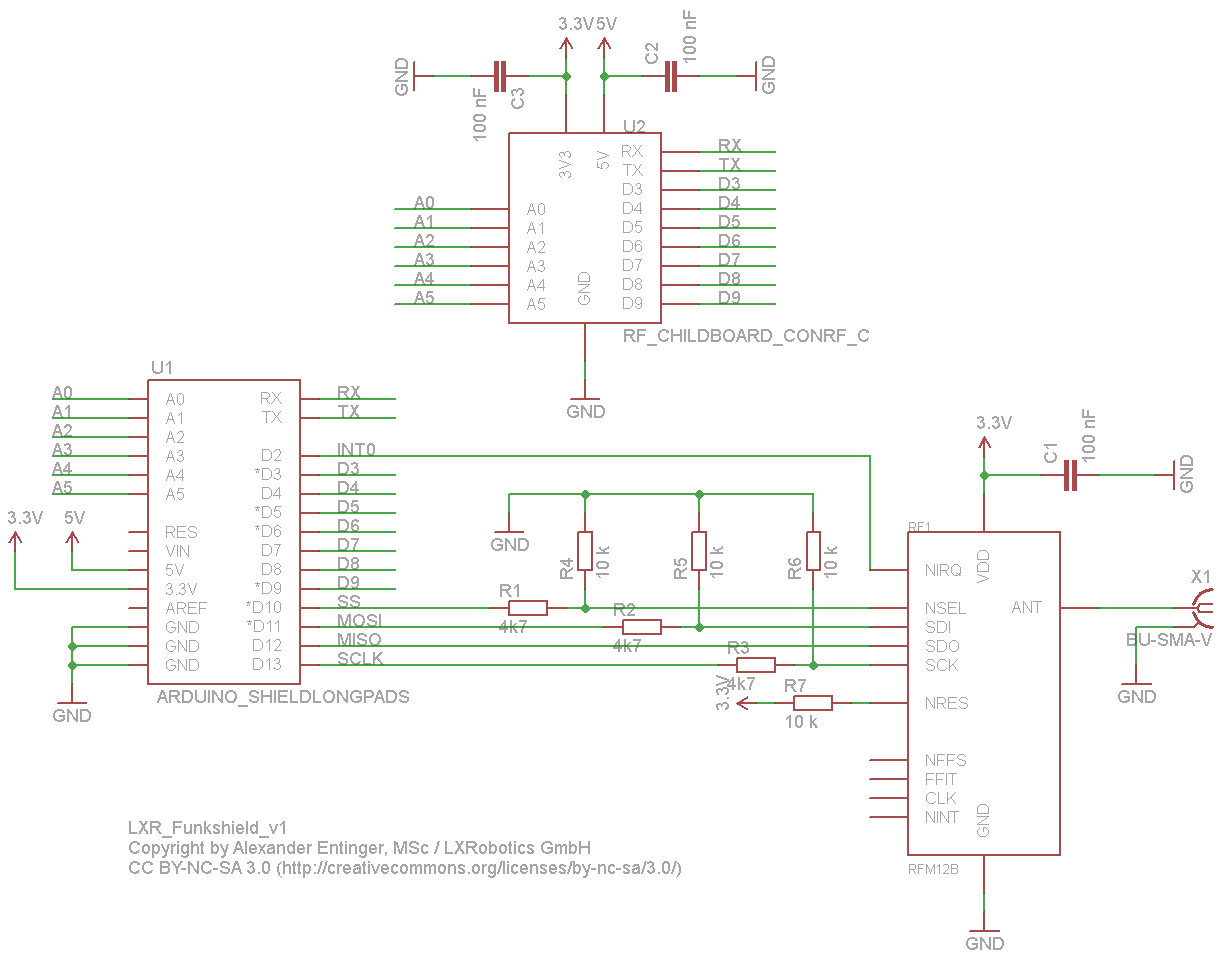 3.3V 5V
GND
100 nF
C3
C2
100 nF
GND
U2
3V3
5V
RX
TX
D3
D4
D5
D6
D7
D8
D9
RX
TX
D3
D4
D5
D6
D7
D8
D9
A0
A1
A2
A3
A4
A5
A0
A1
A2
A3
A4
A5
GND
RF_CHILDBOARD_CONRF_C
GND
U1
A0
A1
A2
A3
A4
A5
A0
A1
A2
A3
A4
A5
RES
VIN
5V
3.3V
AREF
GND
GND
GND
3.3V
5V
GND
RX
TX
D2
*D3
D4
*D5
*D6
D7
D8
*D9
*D10
*D11
D12
D13
RX
TX
INT0
D3
D4
D5
D6
D7
D8
D9
SS
MOSI
MISO
SCLK
ARDUINO_SHIELDLONGPADS
GND
R4
10 k
R5
10 k
R6
10 k
R1
4k7
R2
4k7
R3
4k7
3.3V
R7
10 k
3.3V
C1
100 nF
GND
RF1
VDD
NIRQ
NSEL
SDI
SDO
SCK
NRES
NFFS
FFIT
CLK
NINT
GND
ANT
RFM12B
GND
X1
BU-SMA-V
GND
LXR_Funkshield_v1
Copyright by Alexander Entinger, MSc / LXRobotics GmbH
CC BY-NC-SA 3.0 (http://creativecommons.org/licenses/by-nc-sa/3.0/)